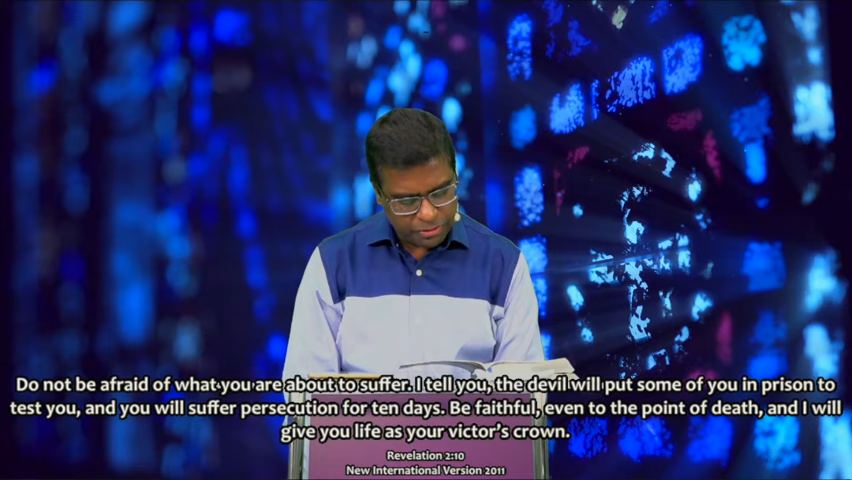 Do not be afraid of what you are about to suffer. I tell you, the devil will put some of you in prison to
test you, and you will suffer persecution for ten days. Be faithful, even to the point of death, and I will
give you life as your victor's crown.
Revelation 2:10
New International Version 2011